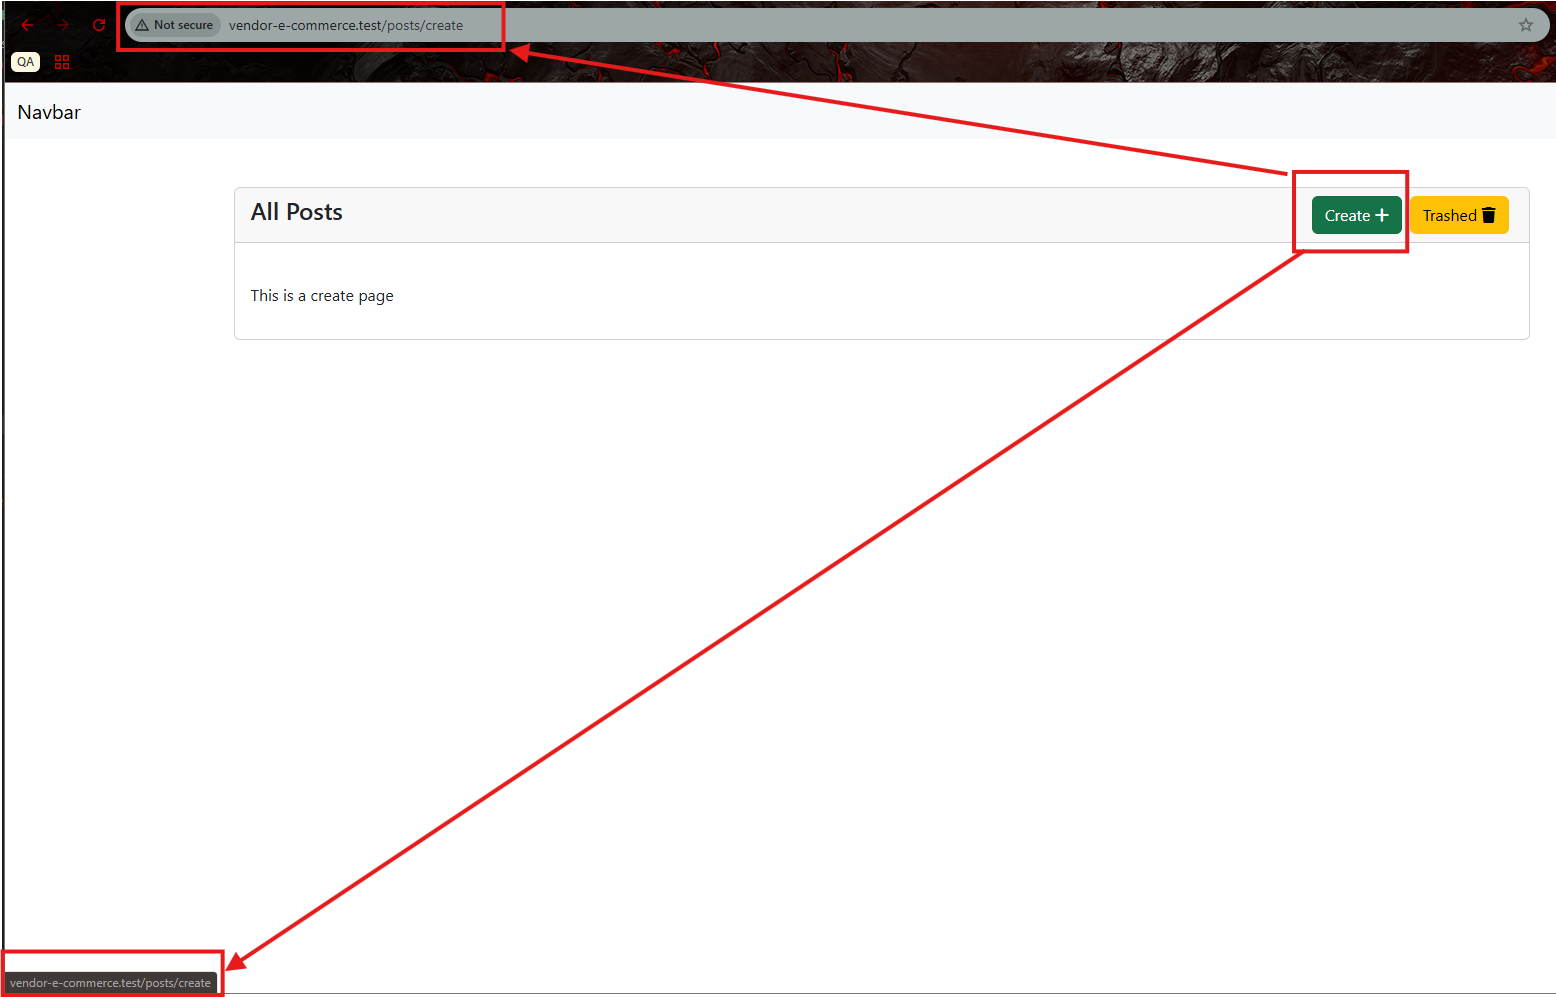 Not secure vendor-e-commerce.test/posts/create
QA
Navbar
All Posts
Create
Trashed
This is a create page
vendor-e-commerce.test/posts/create